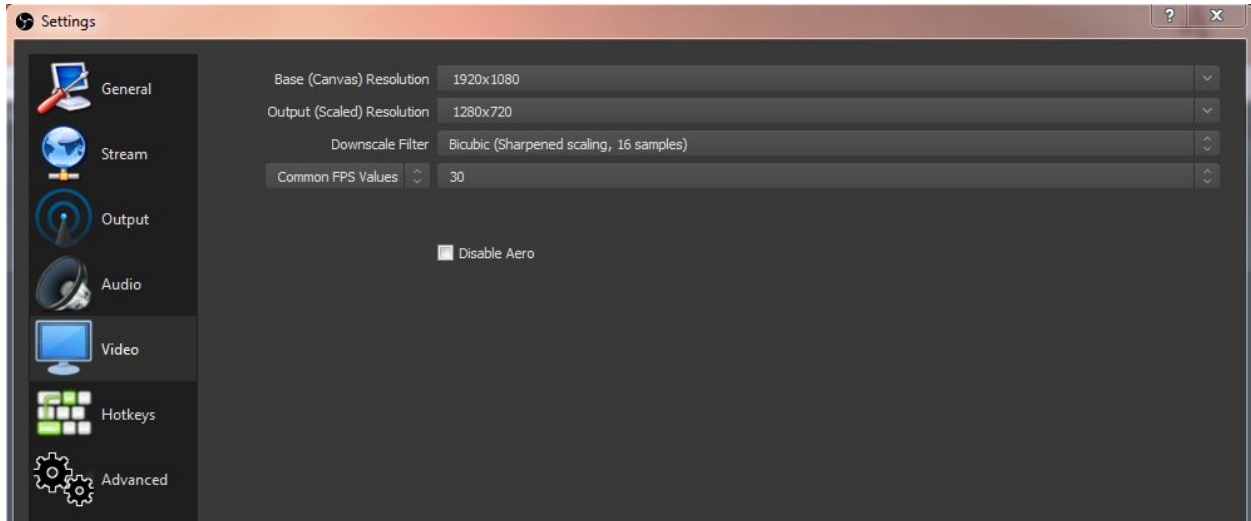 Settings
? X
General
Stream
Output
Audio
Video
Hotkeys
Advanced
Base (Canvas) Resolution 1920x1080
Output (Scaled) Resolution 1280x720
Downscale Filter Bicubic (Sharpened scaling, 16 samples)
Common FPS Values 30
Disable Aero